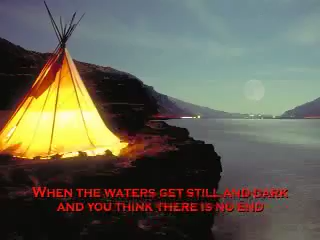 When the waters get still and dark
and you think there is no end